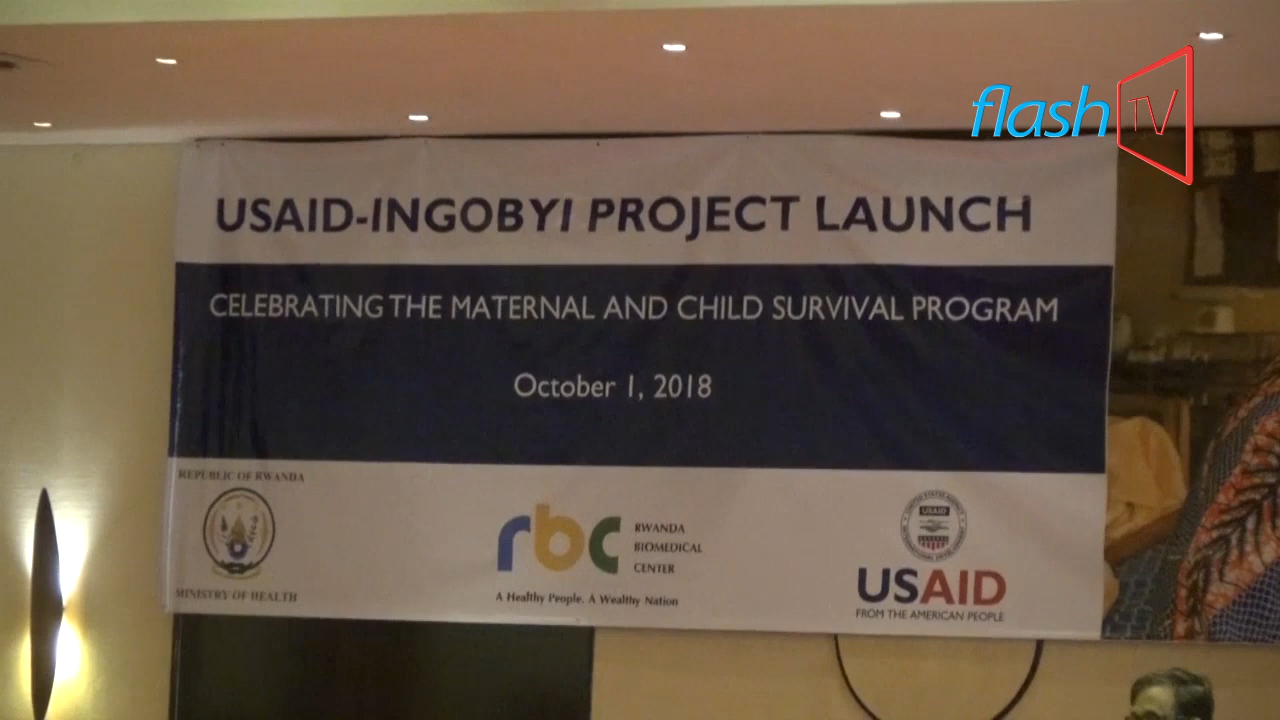 flash TV
USAID-INGOBYI PROJECT LAUNCH
CELEBRATING THE MATERNAL AND CHILD SURVIVAL PROGRAM
October 1, 2018
REPUBLIC OF RWANDA
MINISTRY OF HEALTH
rbc
RWANDA
BIOMEDICAL
CENTER
A Healthy People. A Wealthy Nation
USAID
USAID
FROM THE AMERICAN PEOPLE